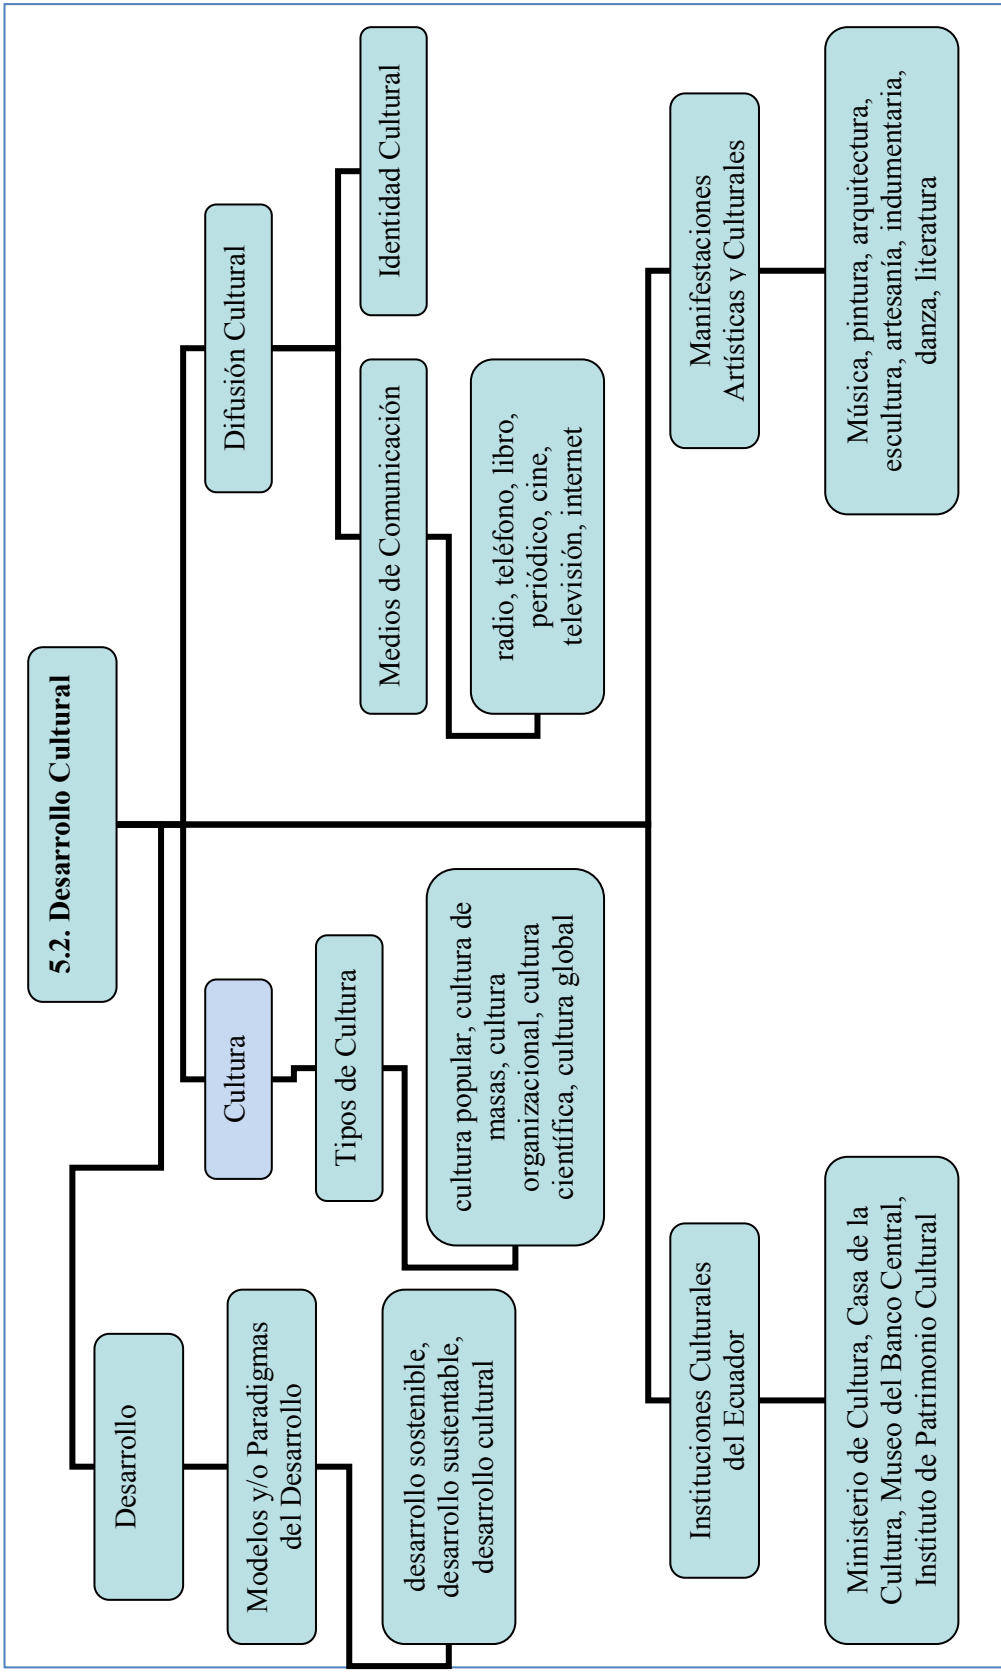 5.2. Desarrollo Cultural
Desarrollo
Modelos y/o Paradigmas
del Desarrollo
desarrollo sostenible,
desarrollo sustentable,
desarrollo cultural
Cultura
Tipos de Cultura
cultura popular, cultura de
masas, cultura
organizacional, cultura
científica, cultura global
Difusión Cultural
Medios de Comunicación
radio, teléfono, libro,
periódico, cine,
televisión, internet
Identidad Cultural
Instituciones Culturales
del Ecuador
Ministerio de Cultura, Casa de la
Cultura, Museo del Banco Central,
Instituto de Patrimonio Cultural
Manifestaciones
Artísticas y Culturales
Música, pintura, arquitectura,
escultura, artesanía, indumentaria,
danza, literatura